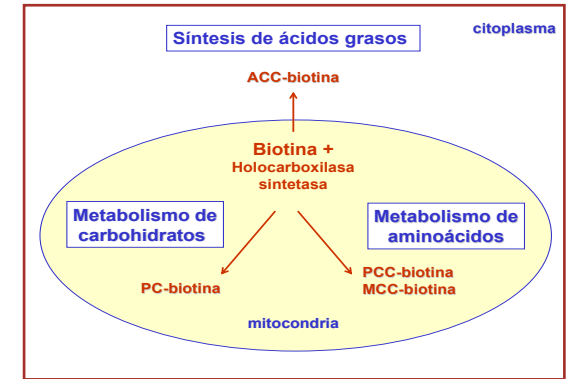 citoplasma
Síntesis de ácidos grasos
ACC-biotina
Biotina +
Holocarboxilasa
sintetasa
Metabolismo de
carbohidratos
Metabolismo de
aminoácidos
PC-biotina
PCC-biotina
MCC-biotina
mitocondria